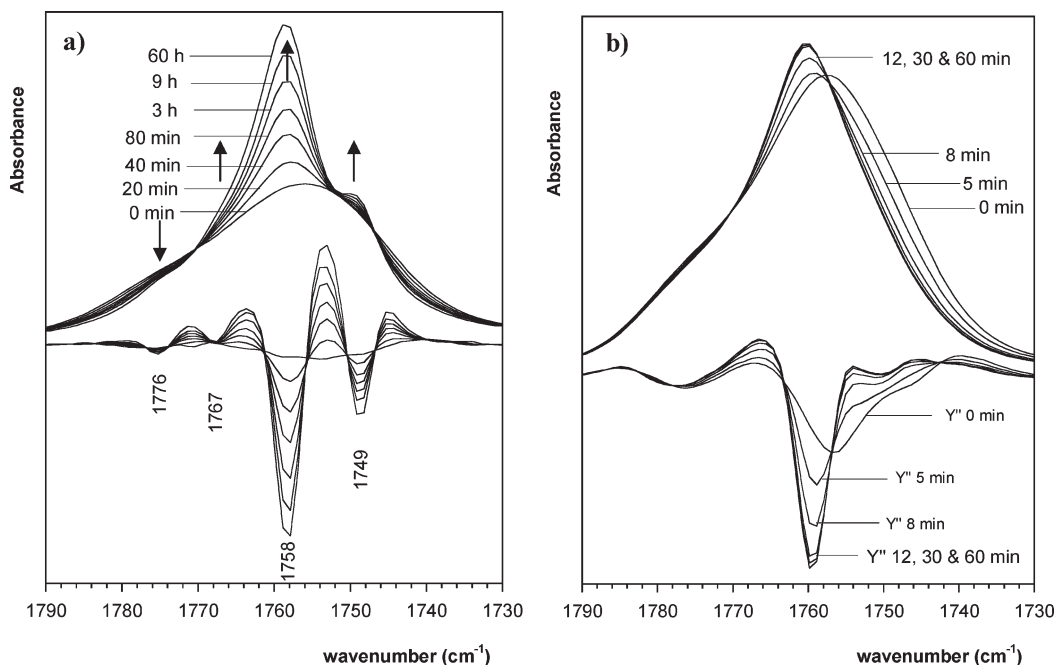 a)
60 h
9 h
3 h
80 min
40 min
20 min
0 min
Absorbance
1776
1767
1758
1749
1790 1780 1770 1760 1750 1740 1730
wavenumber (cm⁻¹)
b)
12, 30 & 60 min
8 min
5 min
0 min
Absorbance
Y" 0 min
Y" 5 min
Y" 8 min
Y" 12, 30 & 60 min
1790 1780 1770 1760 1750 1740 1730
wavenumber (cm⁻¹)